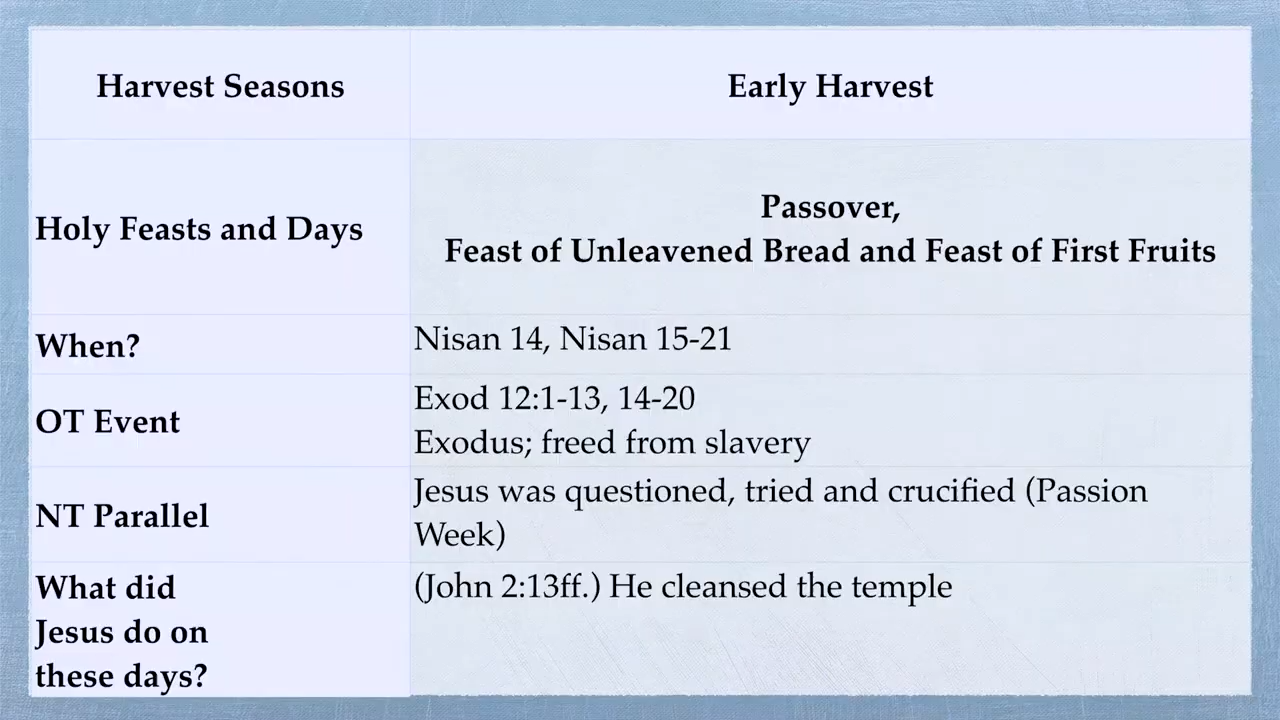 Harvest Seasons
Early Harvest
Holy Feasts and Days
Passover,
Feast of Unleavened Bread and Feast of First Fruits
When?
Nisan 14, Nisan 15-21
OT Event
Exod 12:1-13, 14-20
Exodus; freed from slavery
NT Parallel
Jesus was questioned, tried and crucified (Passion
Week)
What did
Jesus do on
these days?
(John 2:13ff.) He cleansed the temple